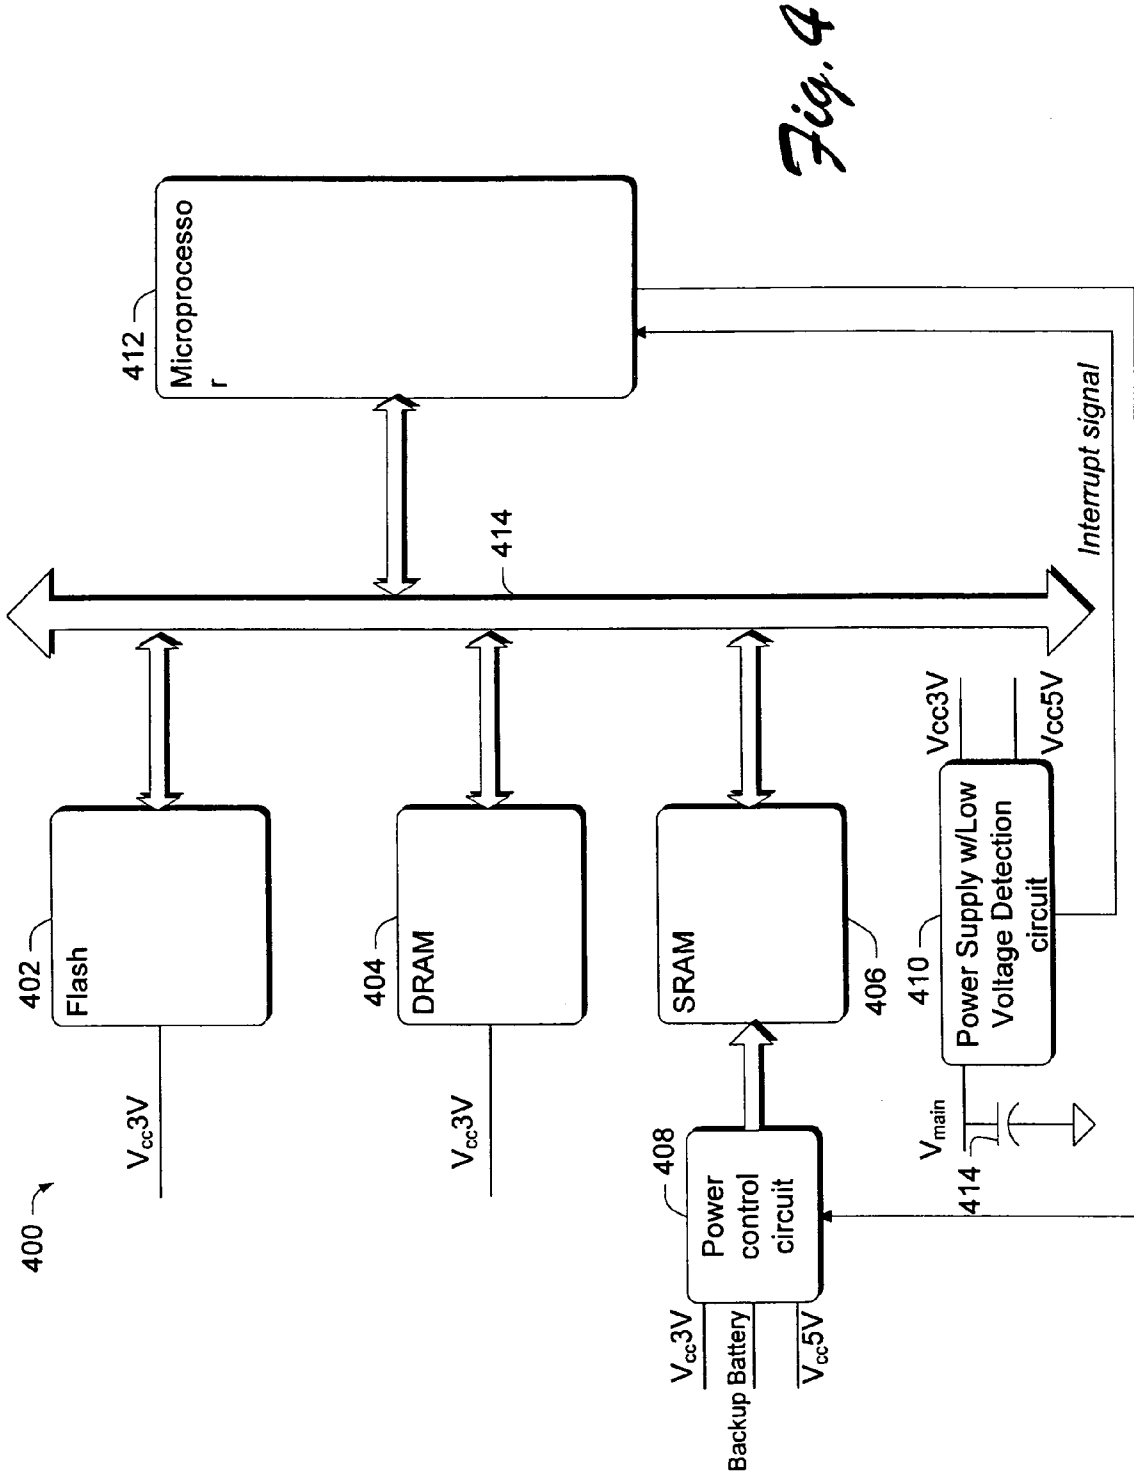 400
402
Flash
Vcc3V
404
DRAM
Vcc3V
406
SRAM
408
Power
control
circuit
Vcc3V
Backup Battery
Vcc5V
410
Power Supply w/Low
Voltage Detection
circuit
Vmain
414
Vcc3V
Vcc5V
414
412
Microprocesso
r
Interrupt signal
Fig. 4